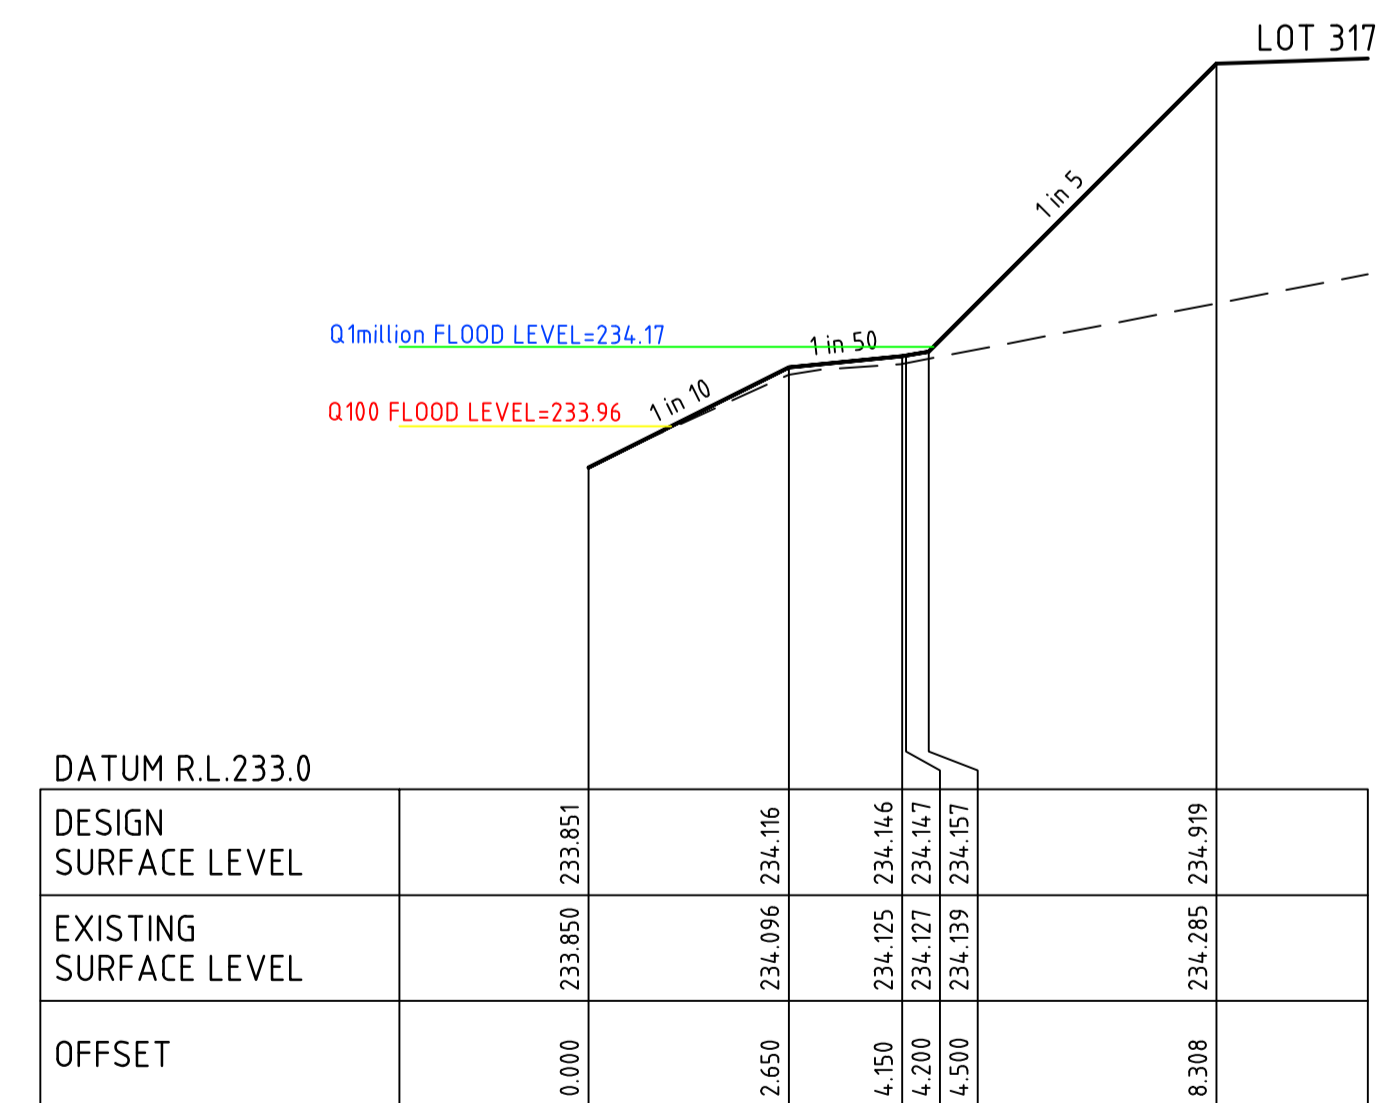 LOT 317
1 in 5
Q1million FLOOD LEVEL=234.17
1 in 50
1 in 10
Q100 FLOOD LEVEL=233.96
DATUM R.L.233.0
DESIGN
SURFACE LEVEL
233.851
234.116
234.146
234.147
234.157
234.919
EXISTING
SURFACE LEVEL
233.850
234.096
234.125
234.127
234.139
234.285
OFFSET
0.000
2.650
4.150
4.200
4.500
8.308